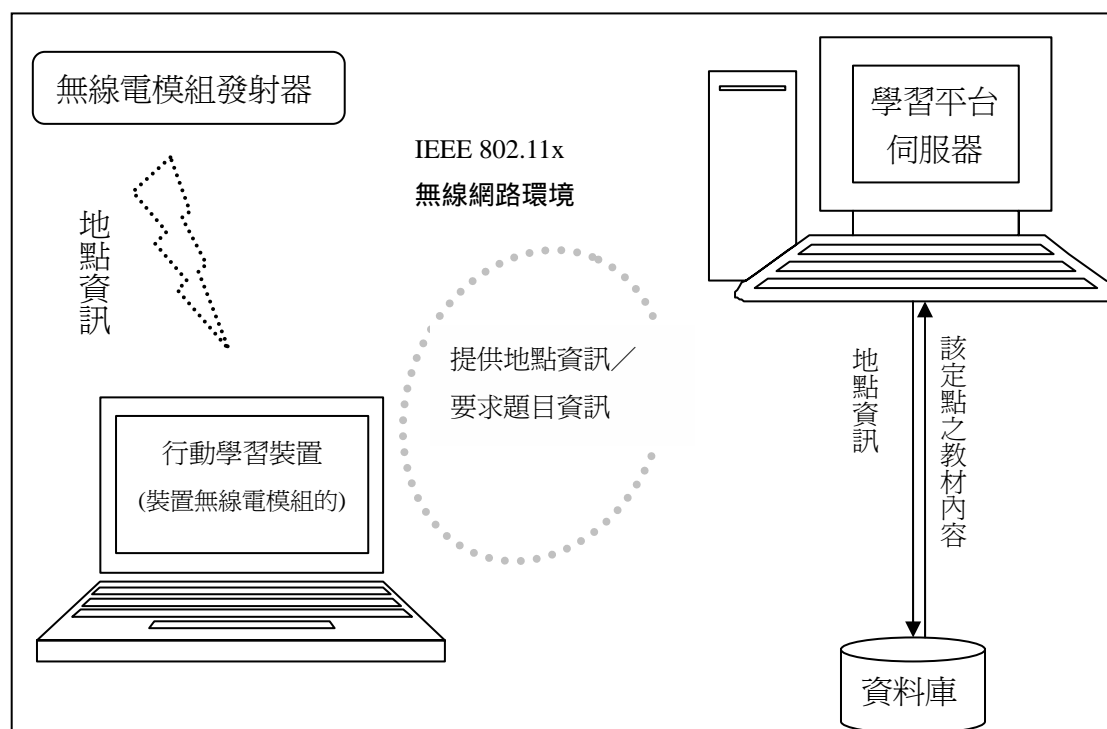 無線電模組發射器
地點資訊
IEEE 802.11x
無線網路環境
學習平台
伺服器
提供地點資訊／
要求題目資訊
地點資訊
該定點之教材內容
行動學習裝置
(裝置無線電模組的)
資料庫